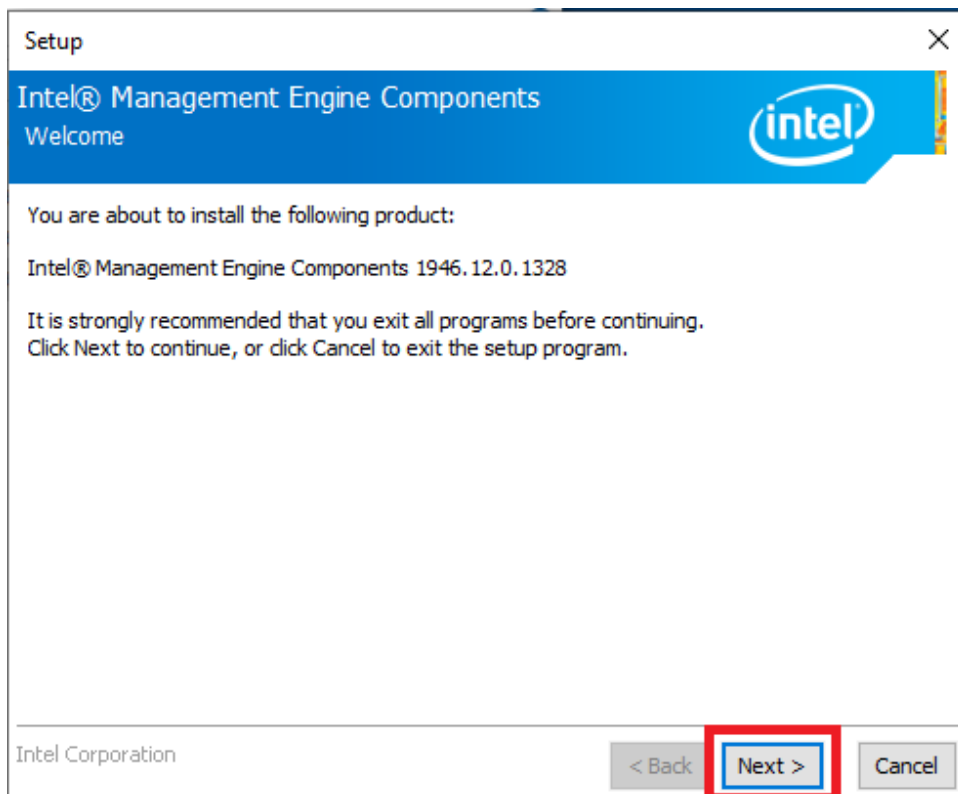 Setup
Intel® Management Engine Components
Welcome
intel
You are about to install the following product:
Intel® Management Engine Components 1946.12.0.1328
It is strongly recommended that you exit all programs before continuing.
Click Next to continue, or click Cancel to exit the setup program.
Intel Corporation
< Back Next > Cancel